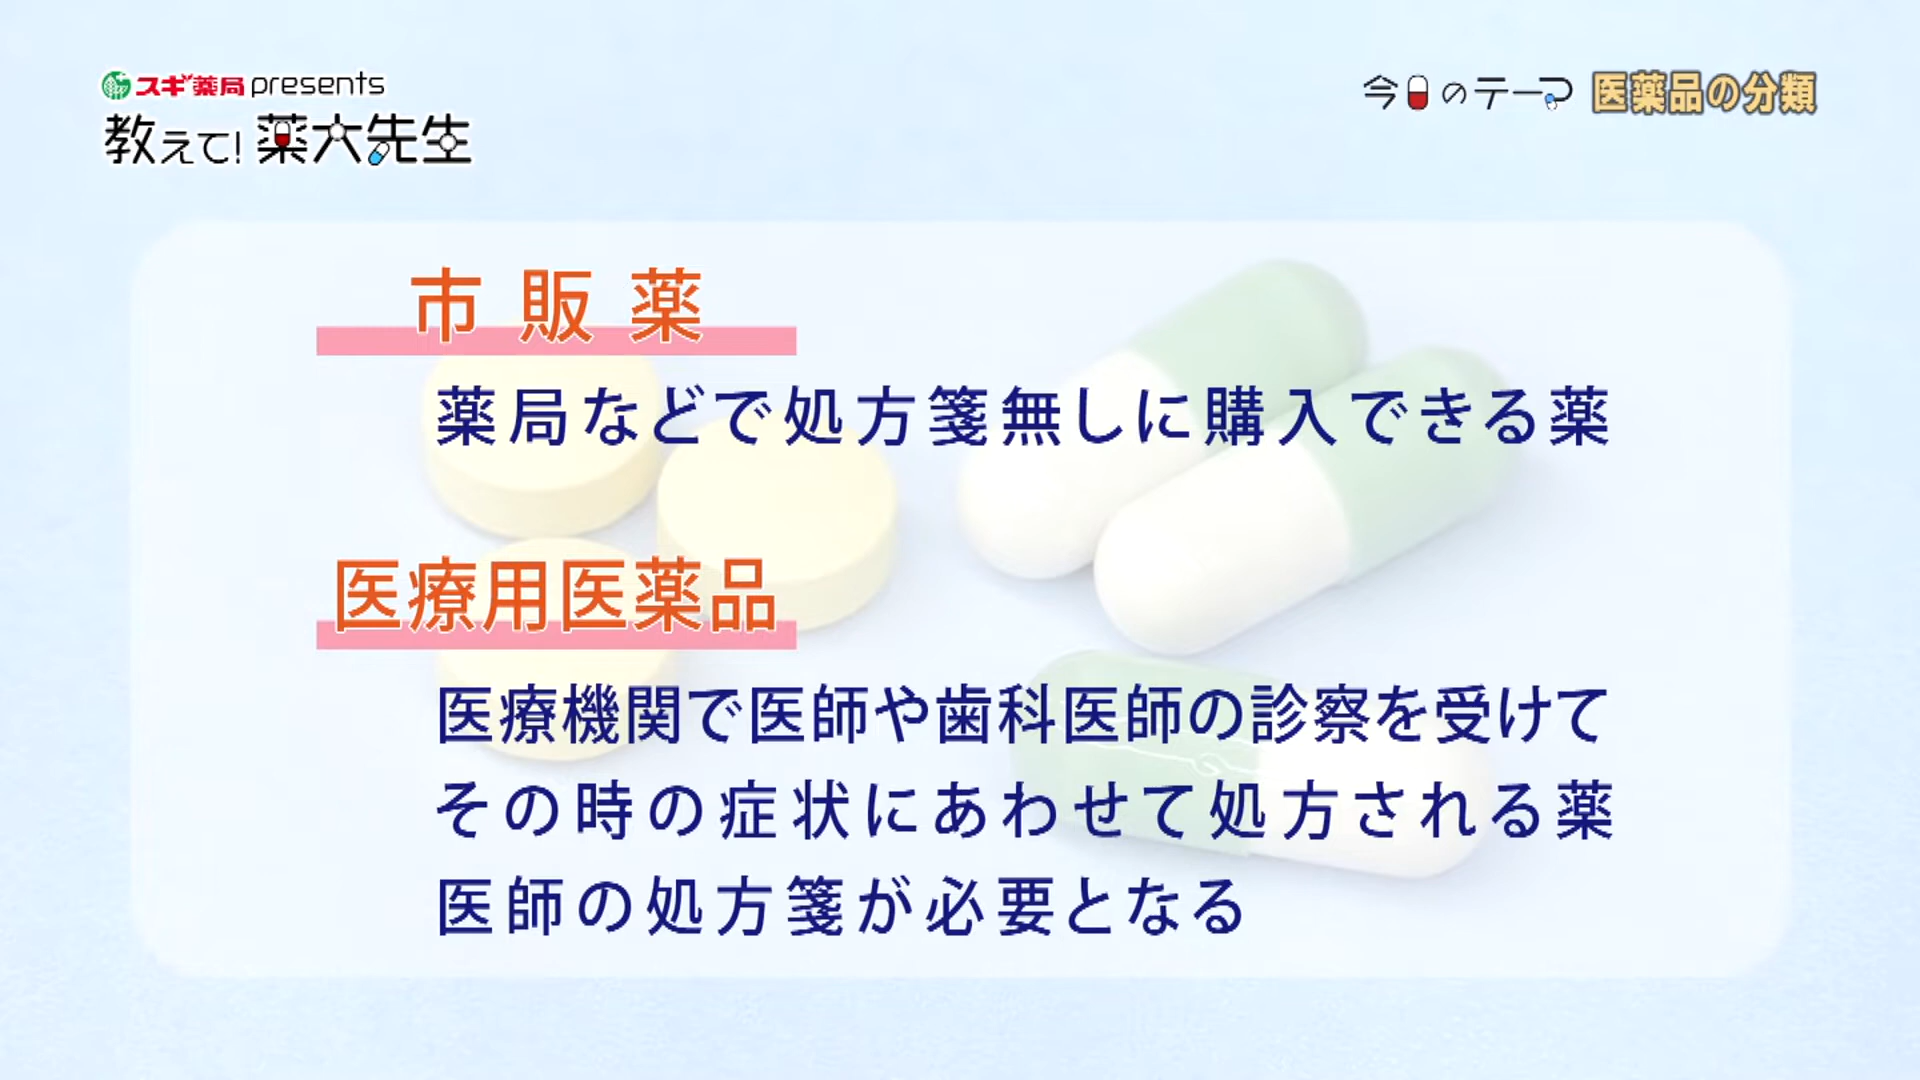 スギ薬局 presents
教えて!薬大先生
今日のテーマ 医薬品の分類
市販薬
薬局などで処方箋無しに購入できる薬
医療用医薬品
医療機関で医師や歯科医師の診察を受けて
その時の症状にあわせて処方される薬
医師の処方箋が必要となる